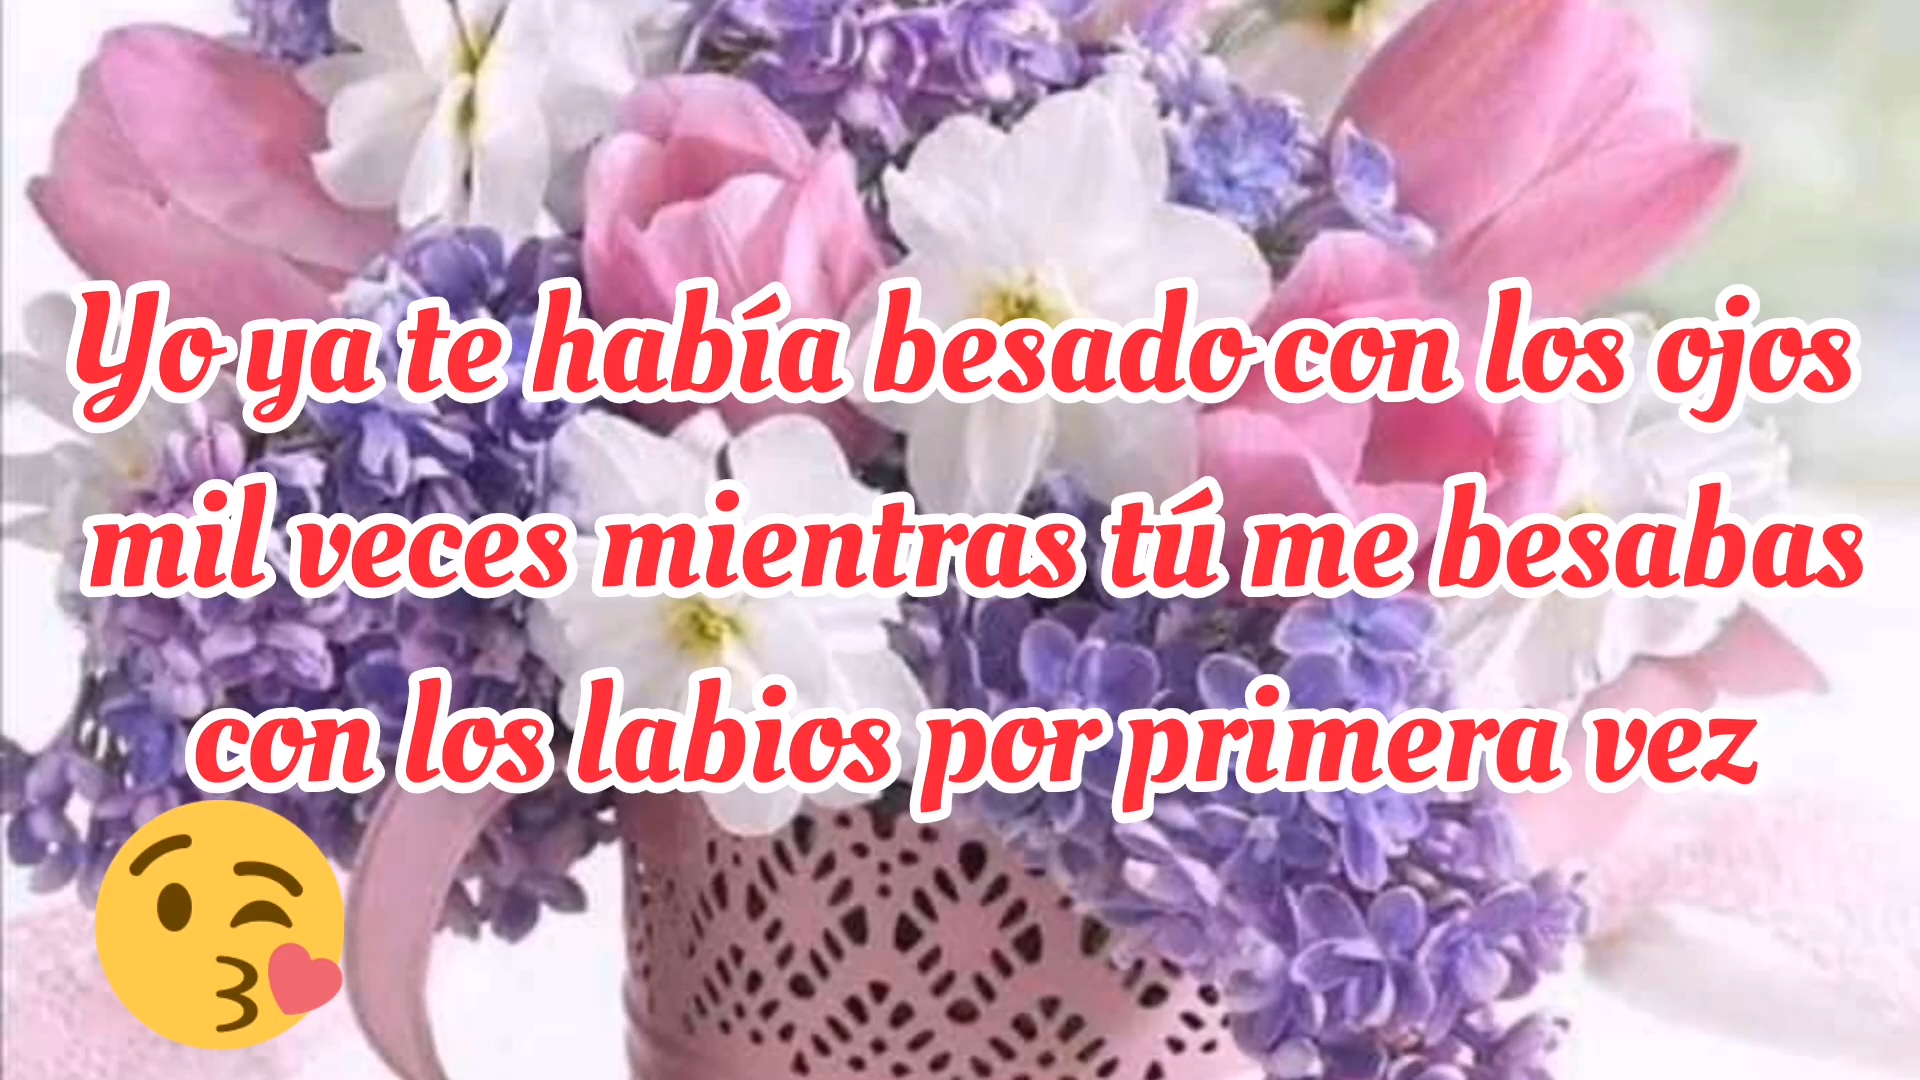 Yo ya te había besado con los ojos
mil veces mientras tú me besabas
con los labios por primera vez